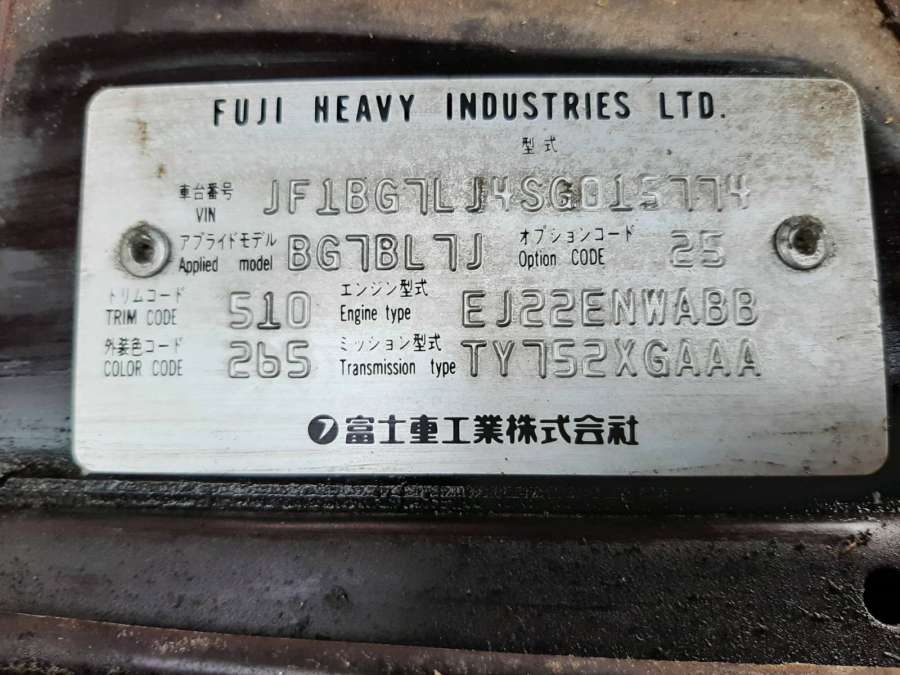 FUJI HEAVY INDUSTRIES LTD.
型式
車台番号 VIN JF1BG7LJ4SG015774
アプライドモデル Applied model BG7BL7J オプションコード Option CODE 25
トリムコード TRIM CODE 510 エンジン型式 Engine type EJ22ENWABB
外装色コード COLOR CODE 265 ミッション型式 Transmission type TY752XGAAA
富士重工業株式会社